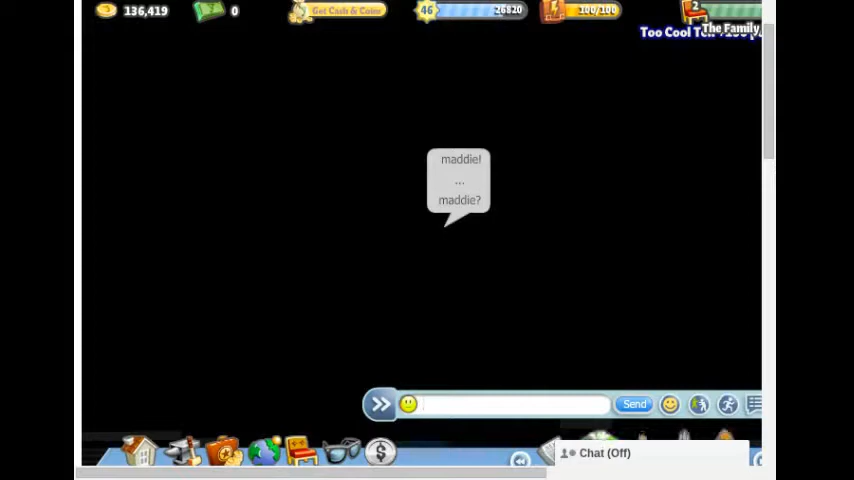 136,419
0
Get Cash & Coins
46
26820
100/100
2
The Family
Too Cool
maddie!
...
maddie?
Send
Chat (Off)